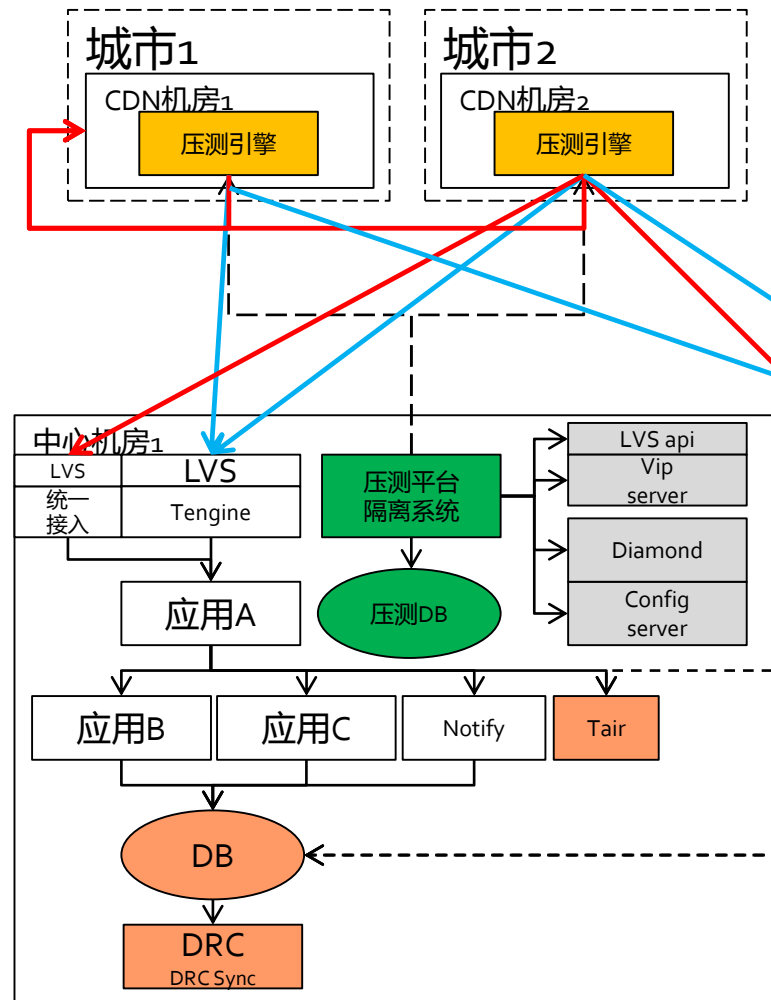 城市1
城市2
CDN机房1
CDN机房2
压测引擎
压测引擎
中心机房1
LVS
LVS
统一
接入
Tengine
压测平台
隔离系统
LVS api
Vip
server
Diamond
Config
server
压测DB
应用A
应用B
应用C
Notify
Tair
DB
DRC
DRC Sync